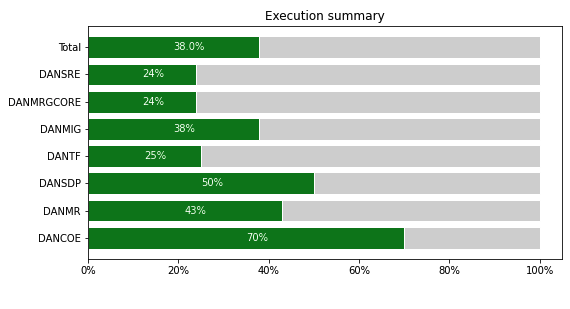 Execution summary
Total 38.0%
DANSRE 24%
DANMRGCORE 24%
DANMIG 38%
DANTF 25%
DANSDP 50%
DANMR 43%
DANCOE 70%
0% 20% 40% 60% 80% 100%